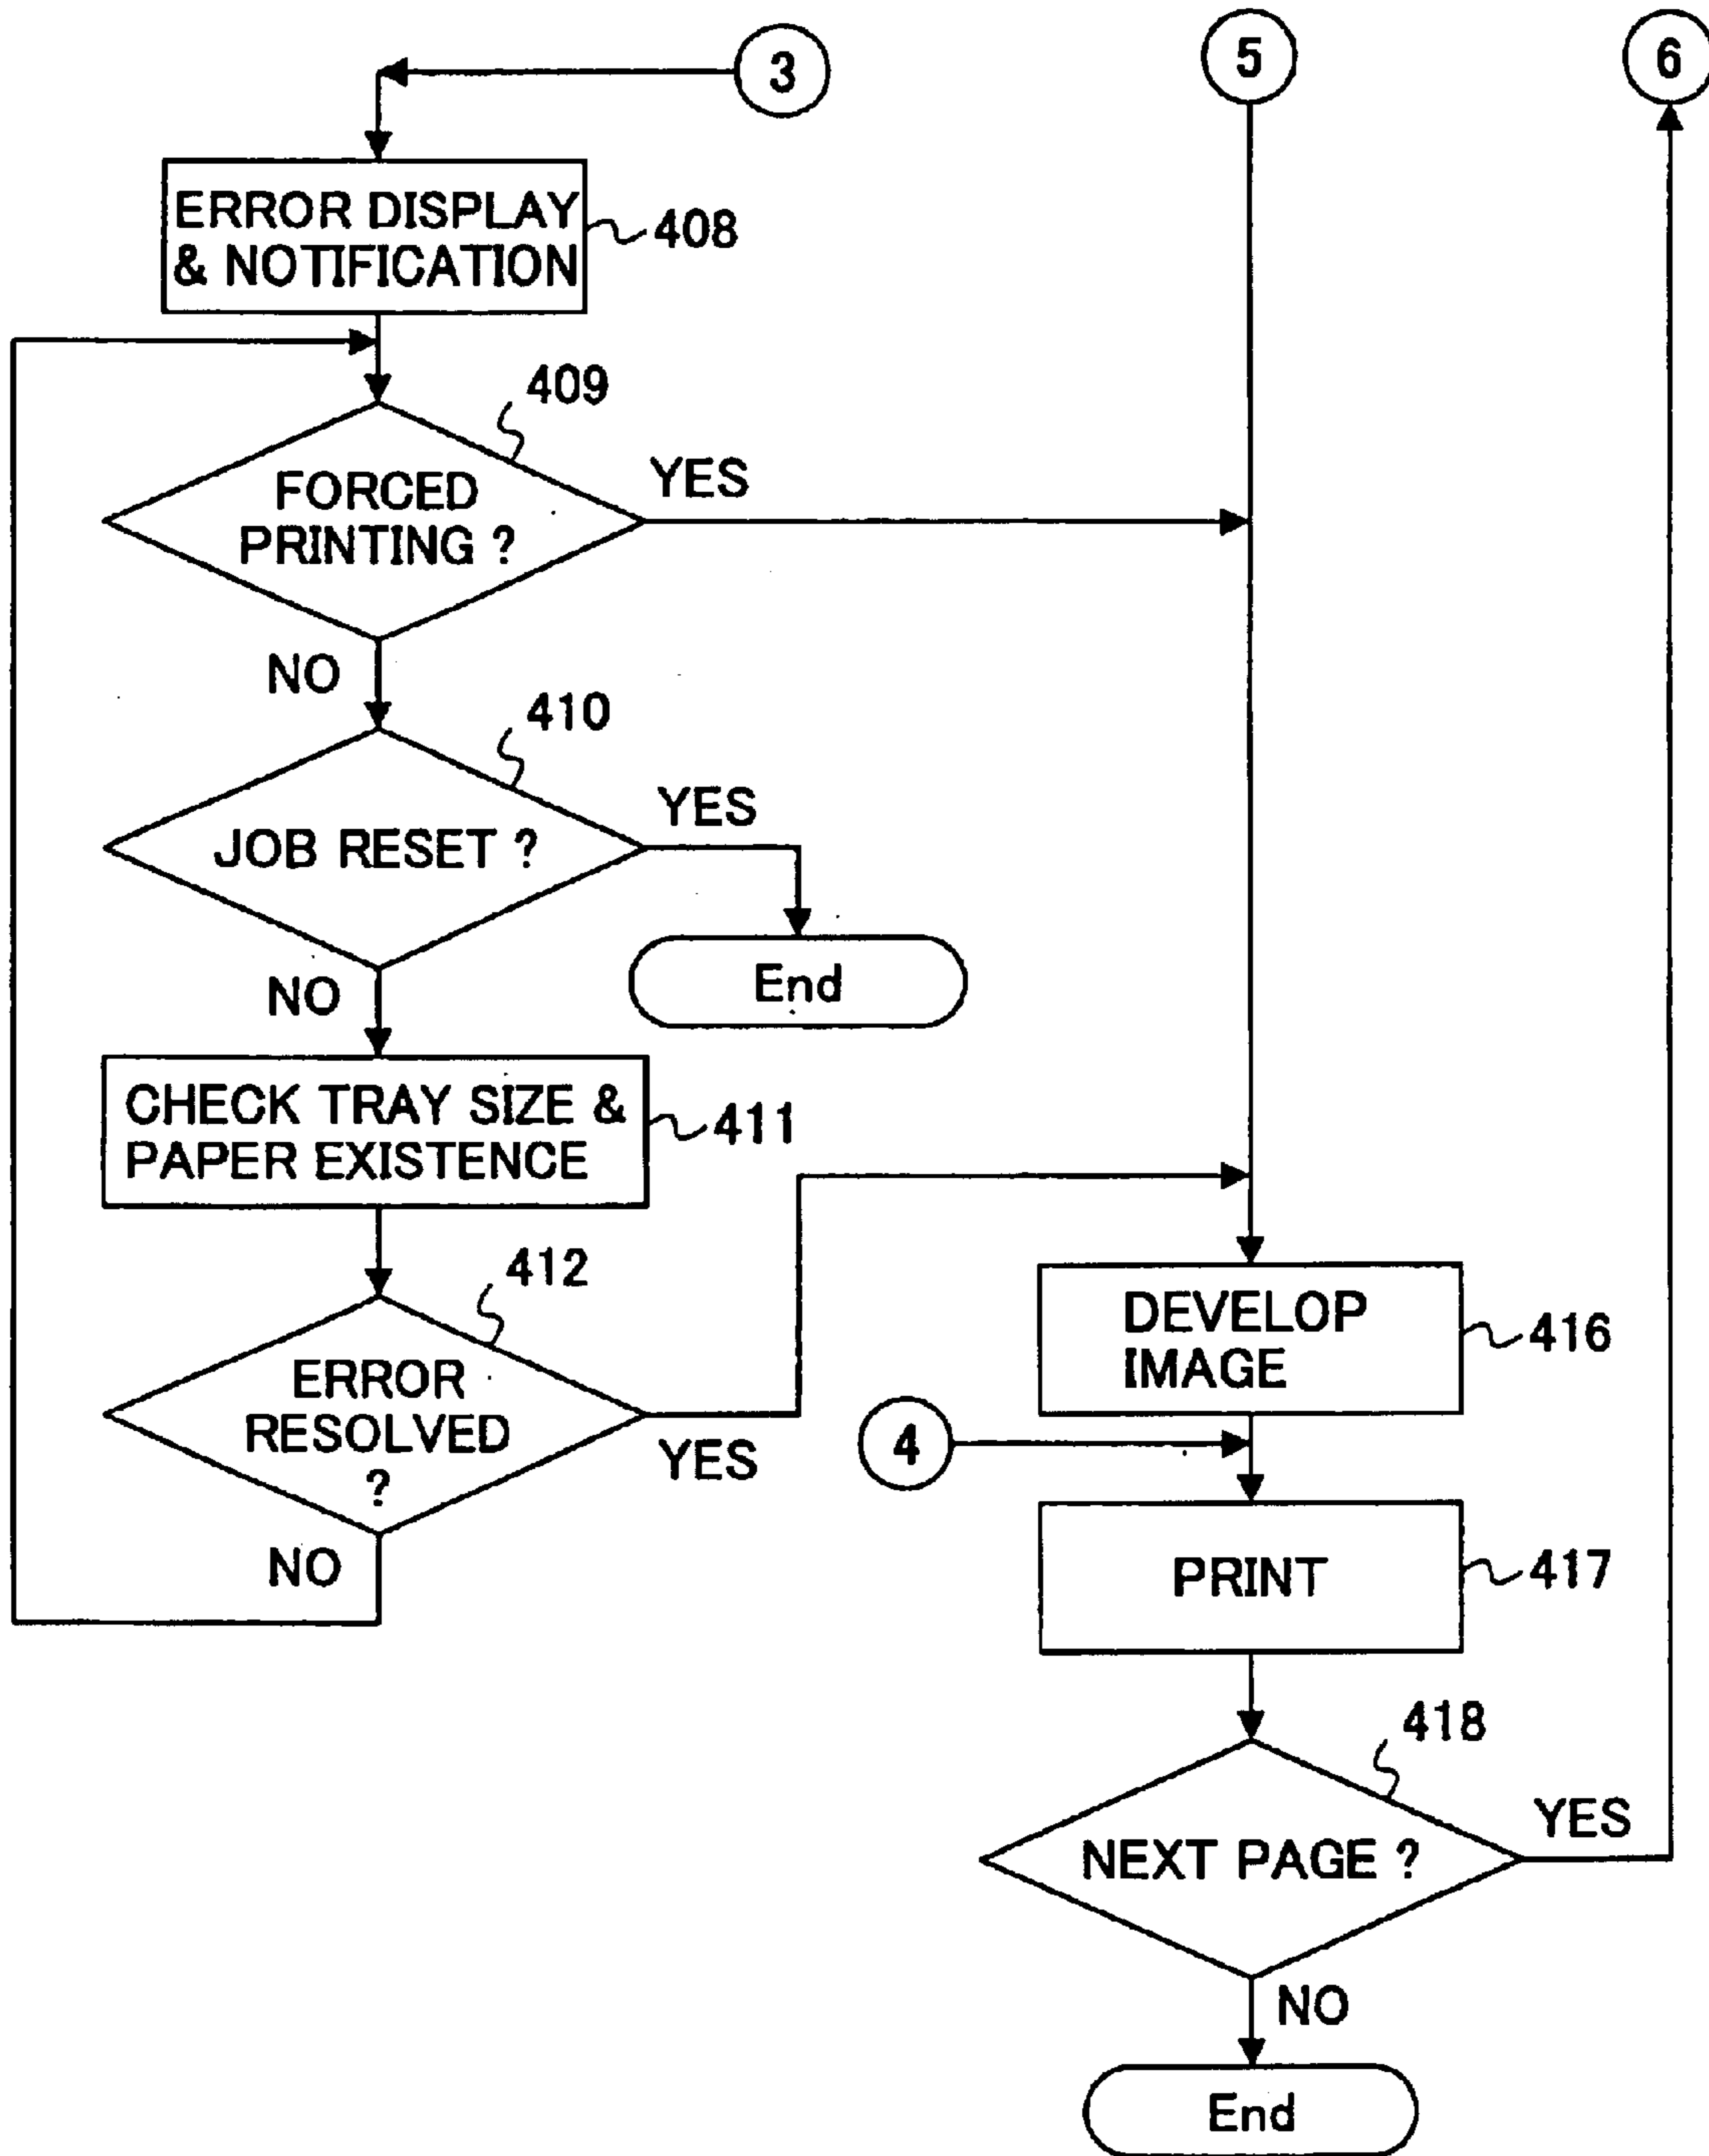 3
5
6
ERROR DISPLAY
& NOTIFICATION
408
409
FORCED
PRINTING ?
YES
NO
410
JOB RESET ?
YES
End
NO
CHECK TRAY SIZE &
PAPER EXISTENCE
411
412
ERROR
RESOLVED
?
YES
NO
DEVELOP
IMAGE
416
4
PRINT
417
418
NEXT PAGE ?
YES
NO
End